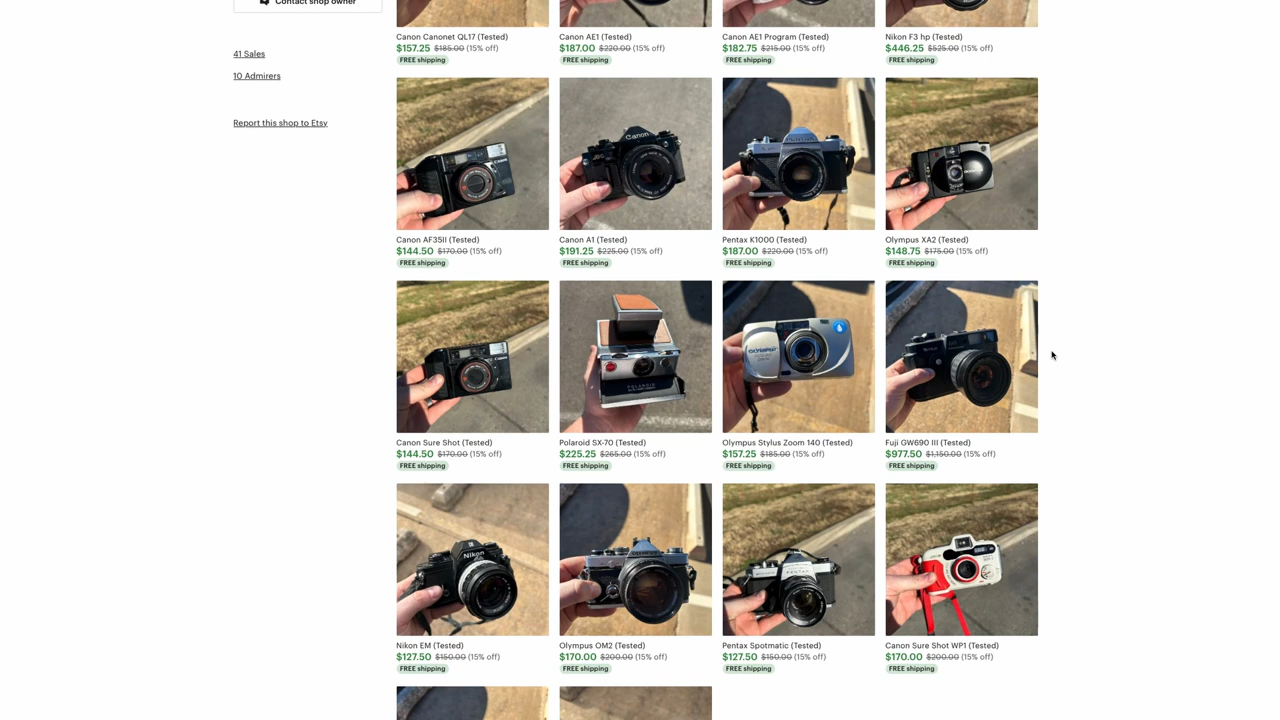 Contact shop owner
41 Sales
10 Admirers
Report this shop to Etsy
Canon Canonet QL17 (Tested)
$157.25 $185.00 (15% off)
FREE shipping
Canon AE1 (Tested)
$187.00 $220.00 (15% off)
FREE shipping
Canon AE1 Program (Tested)
$182.75 $215.00 (15% off)
FREE shipping
Nikon F3 hp (Tested)
$446.25 $525.00 (15% off)
FREE shipping
Canon
Canon AF35II (Tested)
$144.50 $170.00 (15% off)
FREE shipping
Canon A1 (Tested)
$191.25 $225.00 (15% off)
FREE shipping
Pentax K1000 (Tested)
$187.00 $220.00 (15% off)
FREE shipping
Olympus XA2 (Tested)
$148.75 $175.00 (15% off)
FREE shipping
POLAROID
OLYMPUS
Canon Sure Shot (Tested)
$144.50 $170.00 (15% off)
FREE shipping
Polaroid SX-70 (Tested)
$225.25 $265.00 (15% off)
FREE shipping
Olympus Stylus Zoom 140 (Tested)
$157.25 $185.00 (15% off)
FREE shipping
Fuji GW690 III (Tested)
$977.50 $1,150.00 (15% off)
FREE shipping
Nikon
OLYMPUS
PENTAX
Nikon EM (Tested)
$127.50 $150.00 (15% off)
FREE shipping
Olympus OM2 (Tested)
$170.00 $200.00 (15% off)
FREE shipping
Pentax Spotmatic (Tested)
$127.50 $150.00 (15% off)
FREE shipping
Canon Sure Shot WP1 (Tested)
$170.00 $200.00 (15% off)
FREE shipping